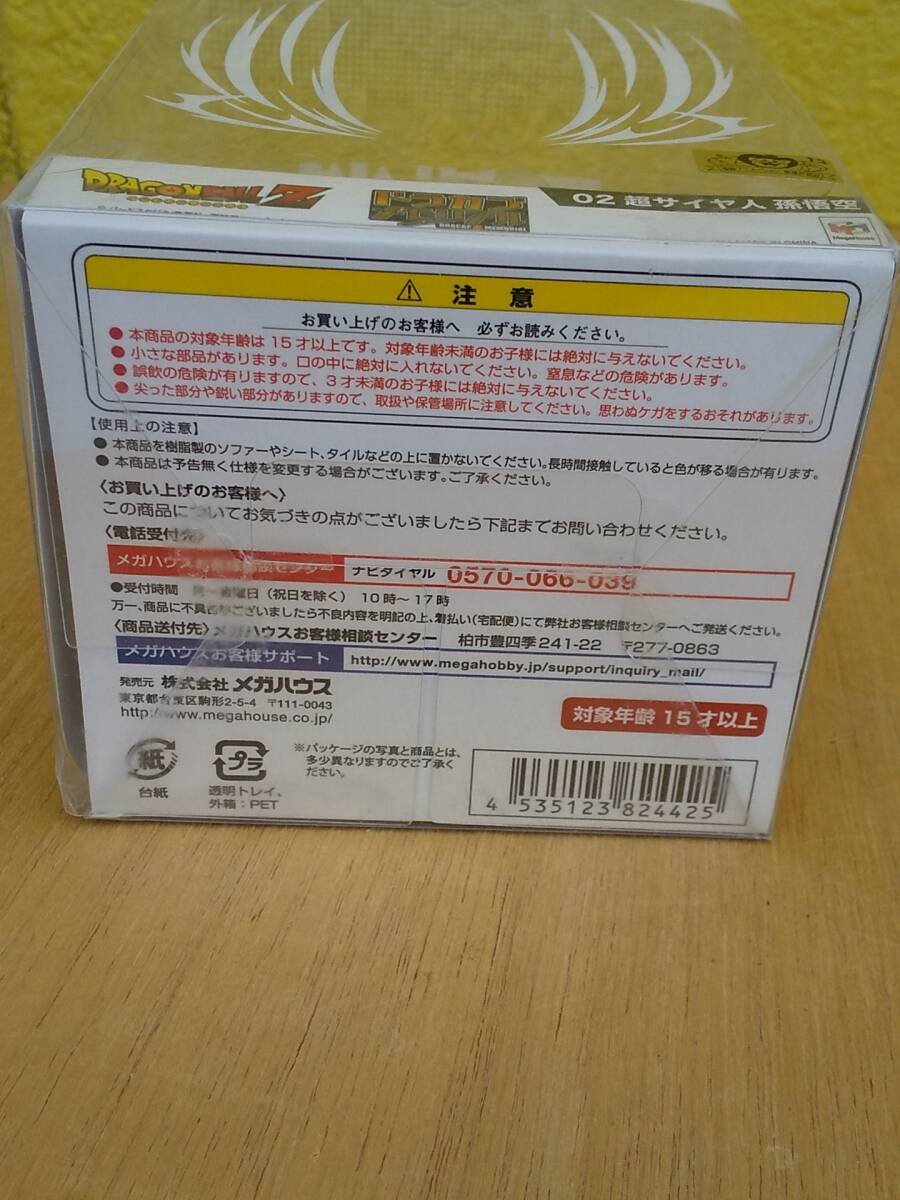 DRAGON BALL Z
ドラカプ
DRACAP MEMORIAL
02 超サイヤ人 孫悟空
MegaHouse
MADE IN CHINA
注意
お買い上げのお客様へ 必ずお読みください。
●本商品の対象年齢は15才以上です。対象年齢未満のお子様には絶対に与えないでください。
●小さな部品があります。口の中に絶対に入れないでください。窒息などの危険があります。
●誤飲の危険が有りますので、3才未満のお子様には絶対に与えないでください。
●尖った部分や鋭い部分がありますので、取扱や保管場所に注意してください。思わぬケガをするおそれがあります。
【使用上の注意】
●本商品を樹脂製のソファーやシート、タイルなどの上に置かないでください。長時間接触していると色が移る場合が有ります。
●本商品は予告無く仕様を変更する場合がございます。ご了承ください。
〈お買い上げのお客様へ〉
この商品についてお気づきの点がございましたら下記までお問い合わせください。
〈電話受付先〉
メガハウスお客様相談センター ナビダイヤル 0570-066-039
●受付時間 月〜金曜日(祝日を除く) 10時〜17時
万一、商品に不具合がございましたら不良内容を明記の上、着払い(宅配便)にて弊社お客様相談センターへご発送ください。
〈商品送付先〉メガハウスお客様相談センター 柏市豊四季241-22 〒277-0863
メガハウスお客様サポート http://www.megahobby.jp/support/inquiry_mail/
発売元 株式会社 メガハウス
東京都台東区駒形2-5-4 〒111-0043
http://www.megahouse.co.jp/
対象年齢 15才以上
紙
台紙
プラ
透明トレイ、
外箱:PET
※パッケージの写真と商品とは、
多少異なりますのでご了承
ください。
4 535123 824425